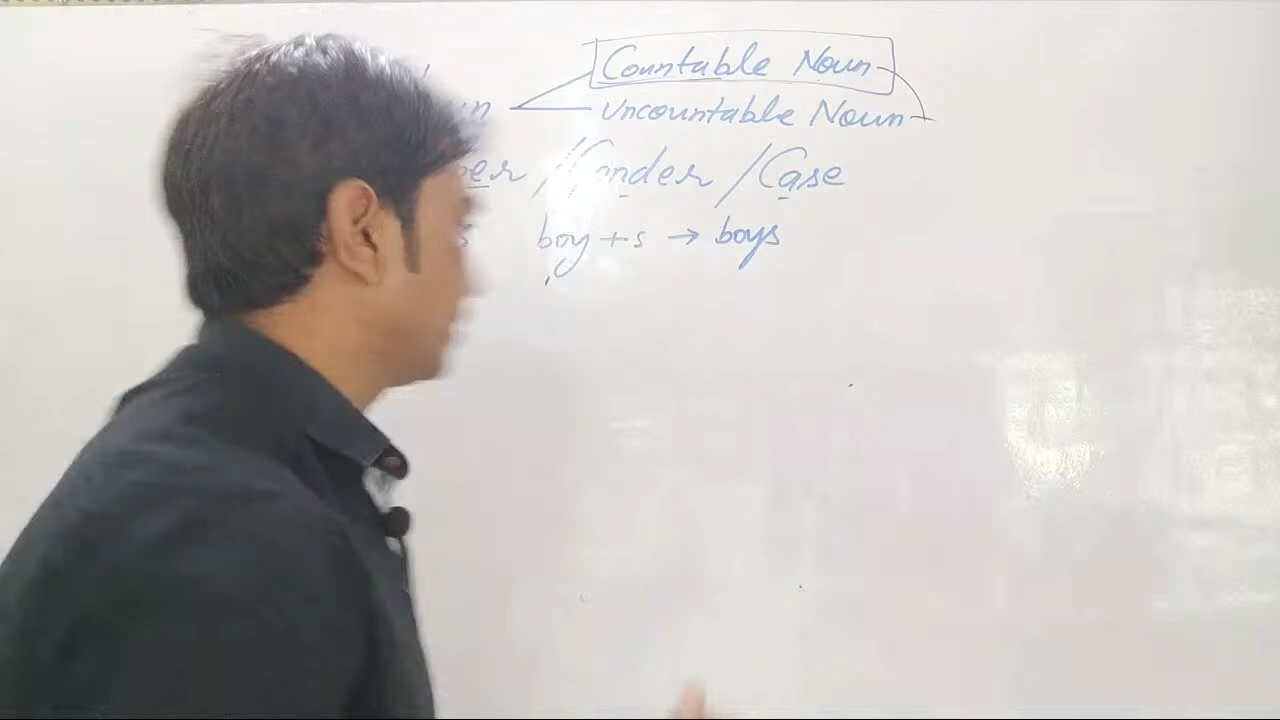 Countable Noun
Uncountable Noun
/Gender /Case
boy + s → boys